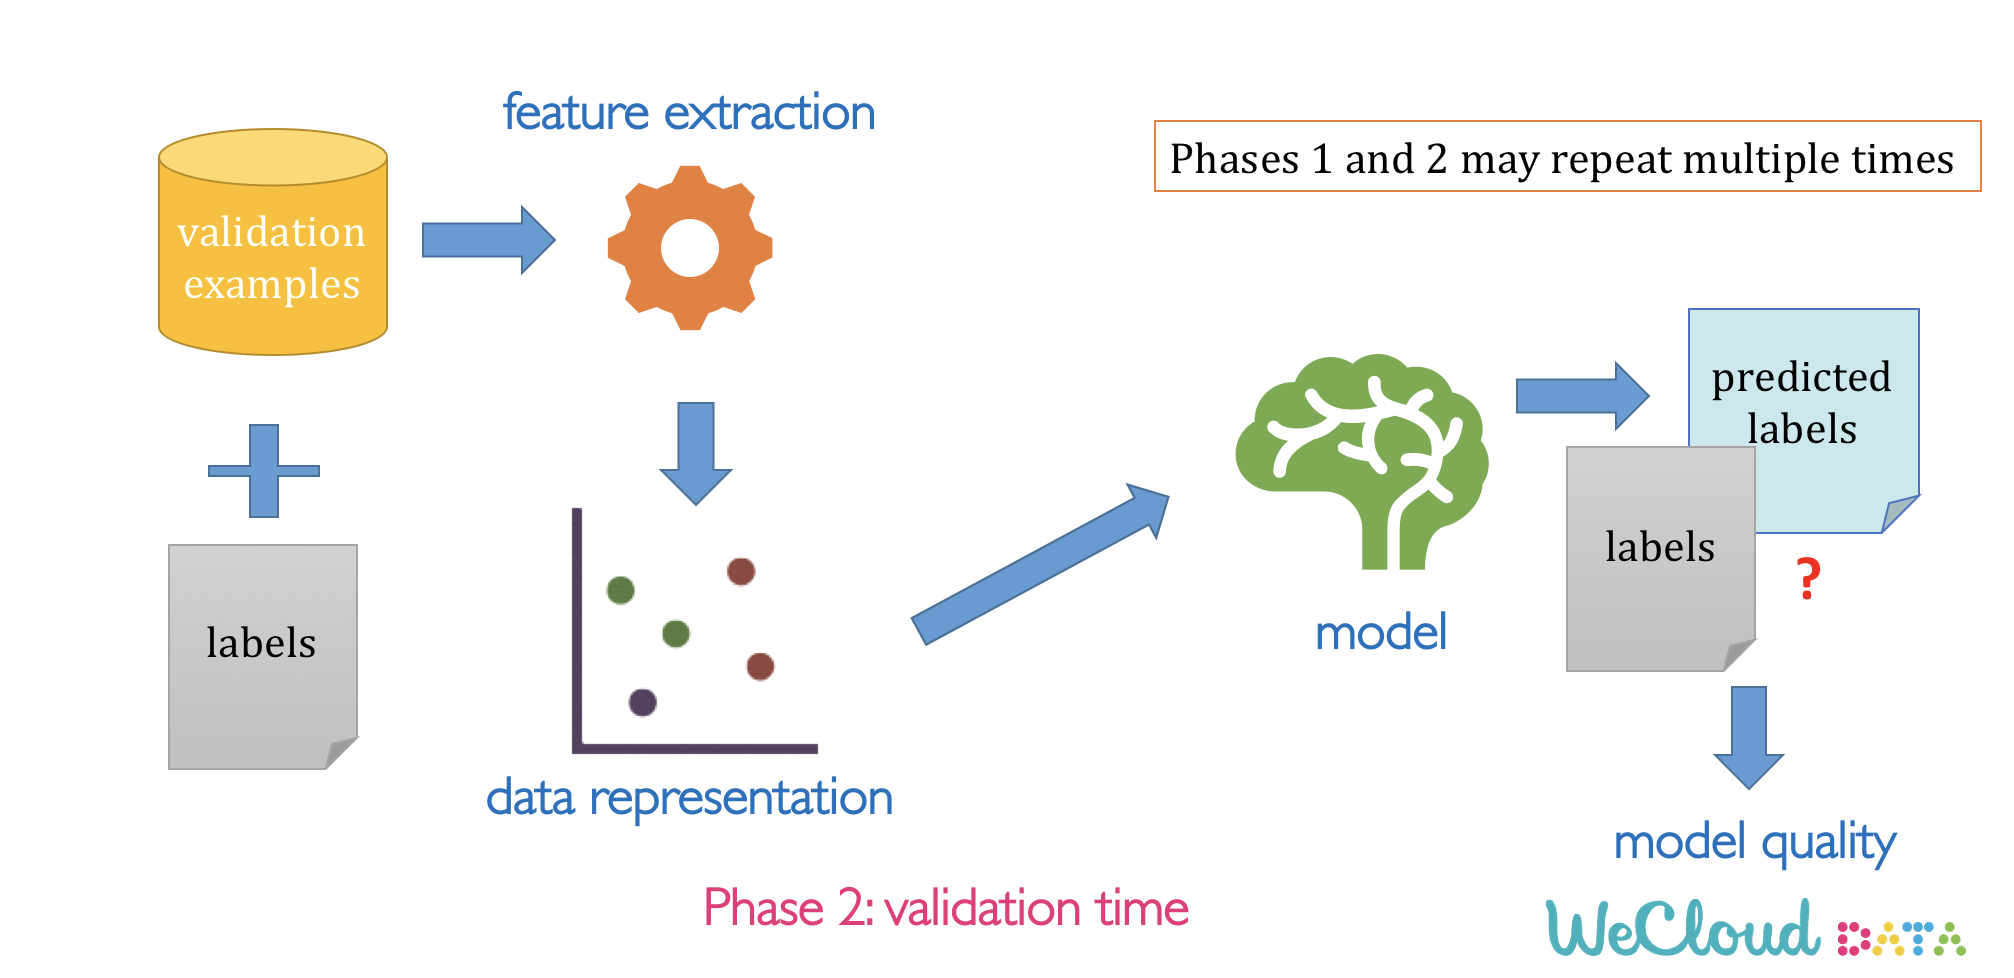 feature extraction
Phases 1 and 2 may repeat multiple times
validation
examples
predicted
labels
labels
?
labels
model
data representation
model quality
Phase 2: validation time
WeCloud DATA